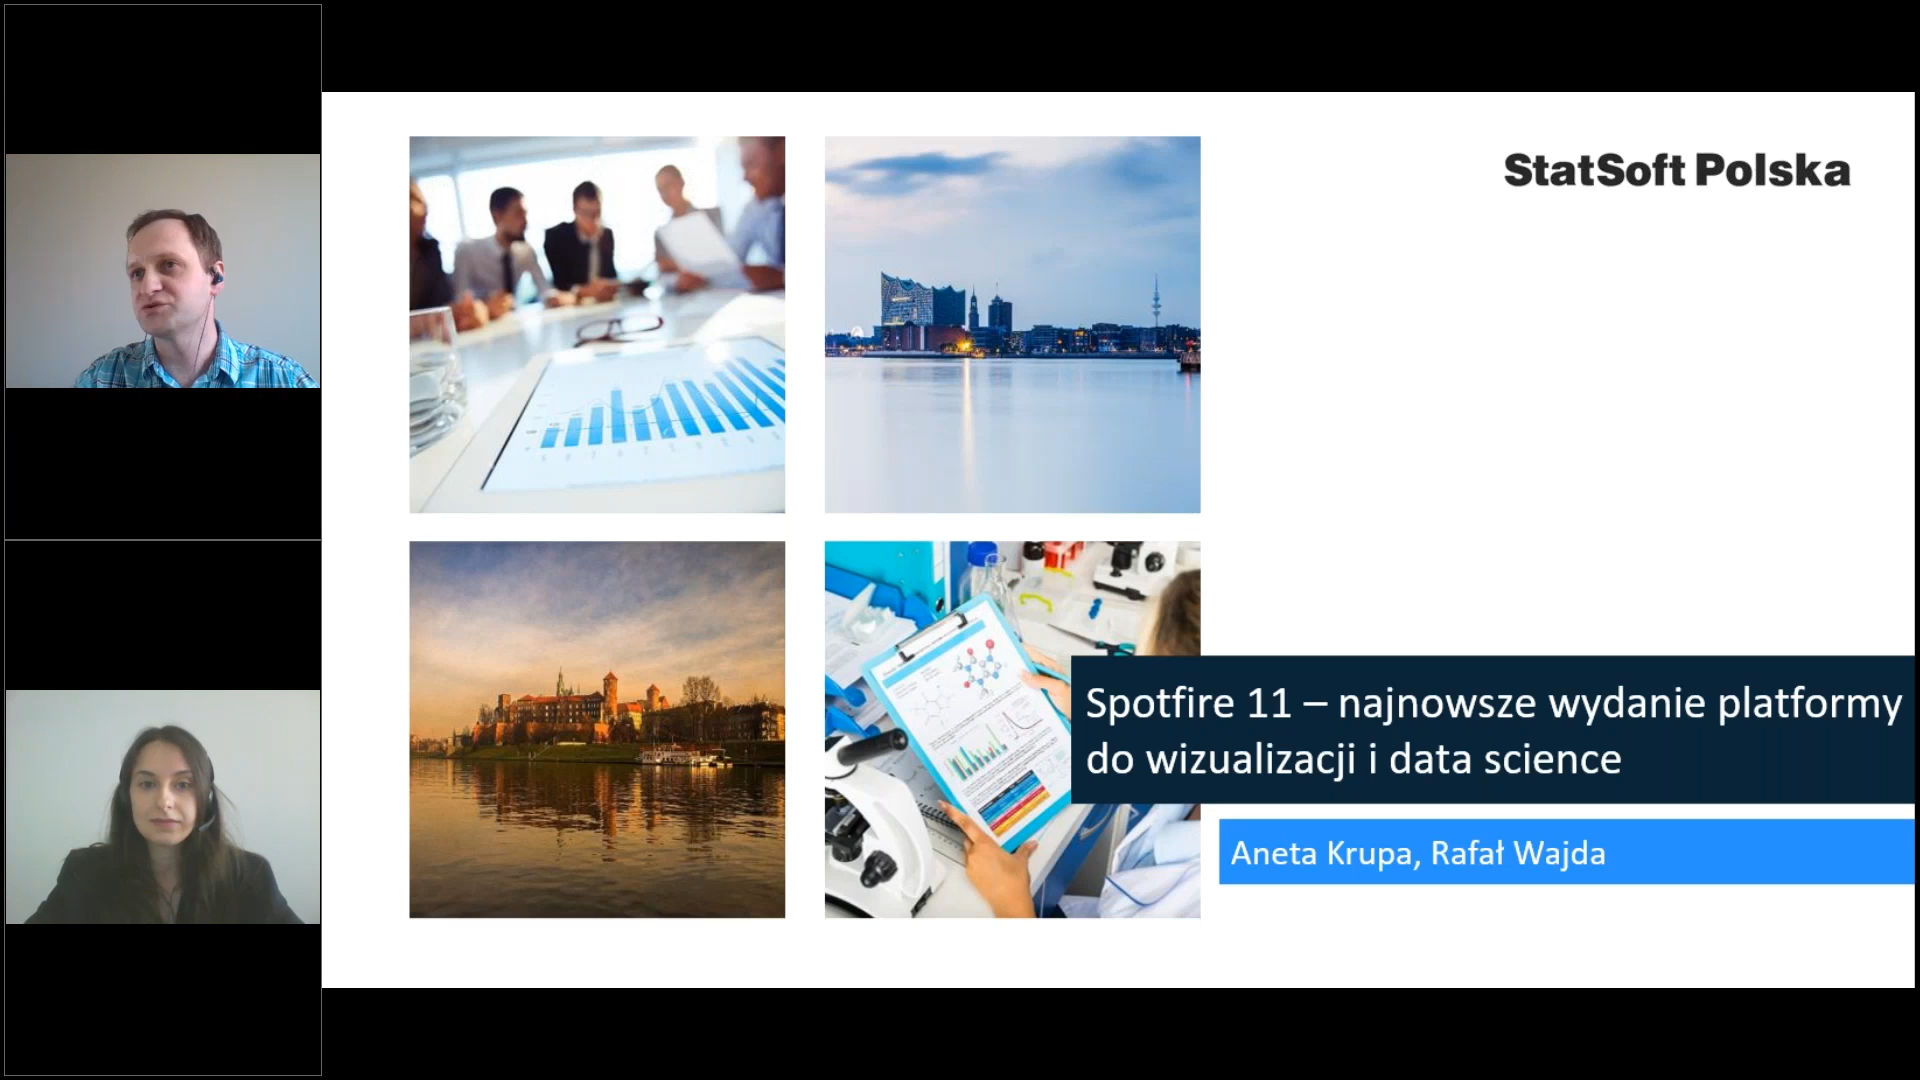 StatSoft Polska
Spotfire 11 – najnowsze wydanie platformy
do wizualizacji i data science
Aneta Krupa, Rafał Wajda